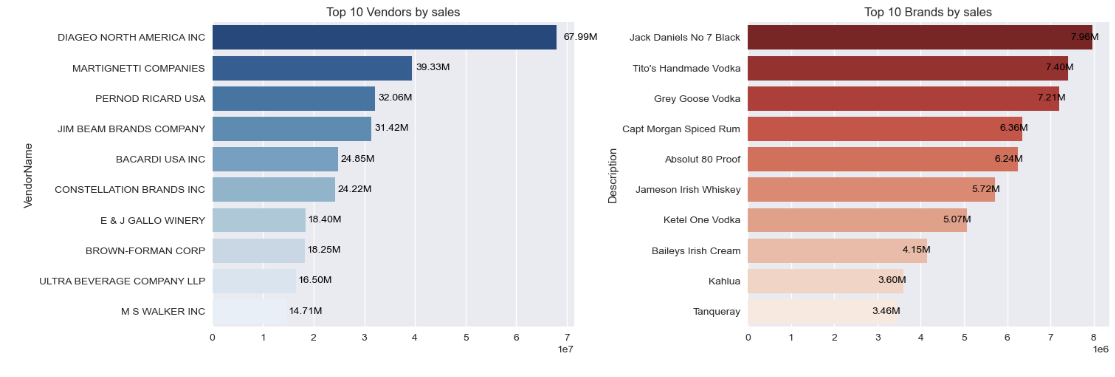 Top 10 Vendors by sales
VendorName
DIAGEO NORTH AMERICA INC 67.99M
MARTIGNETTI COMPANIES 39.33M
PERNOD RICARD USA 32.06M
JIM BEAM BRANDS COMPANY 31.42M
BACARDI USA INC 24.85M
CONSTELLATION BRANDS INC 24.22M
E & J GALLO WINERY 18.40M
BROWN-FORMAN CORP 18.25M
ULTRA BEVERAGE COMPANY LLP 16.50M
M S WALKER INC 14.71M
0 1 2 3 4 5 6 7
1e7
Top 10 Brands by sales
Description
Jack Daniels No 7 Black 7.96M
Tito's Handmade Vodka 7.40M
Grey Goose Vodka 7.21M
Capt Morgan Spiced Rum 6.36M
Absolut 80 Proof 6.24M
Jameson Irish Whiskey 5.72M
Ketel One Vodka 5.07M
Baileys Irish Cream 4.15M
Kahlua 3.60M
Tanqueray 3.46M
0 1 2 3 4 5 6 7 8
1e6